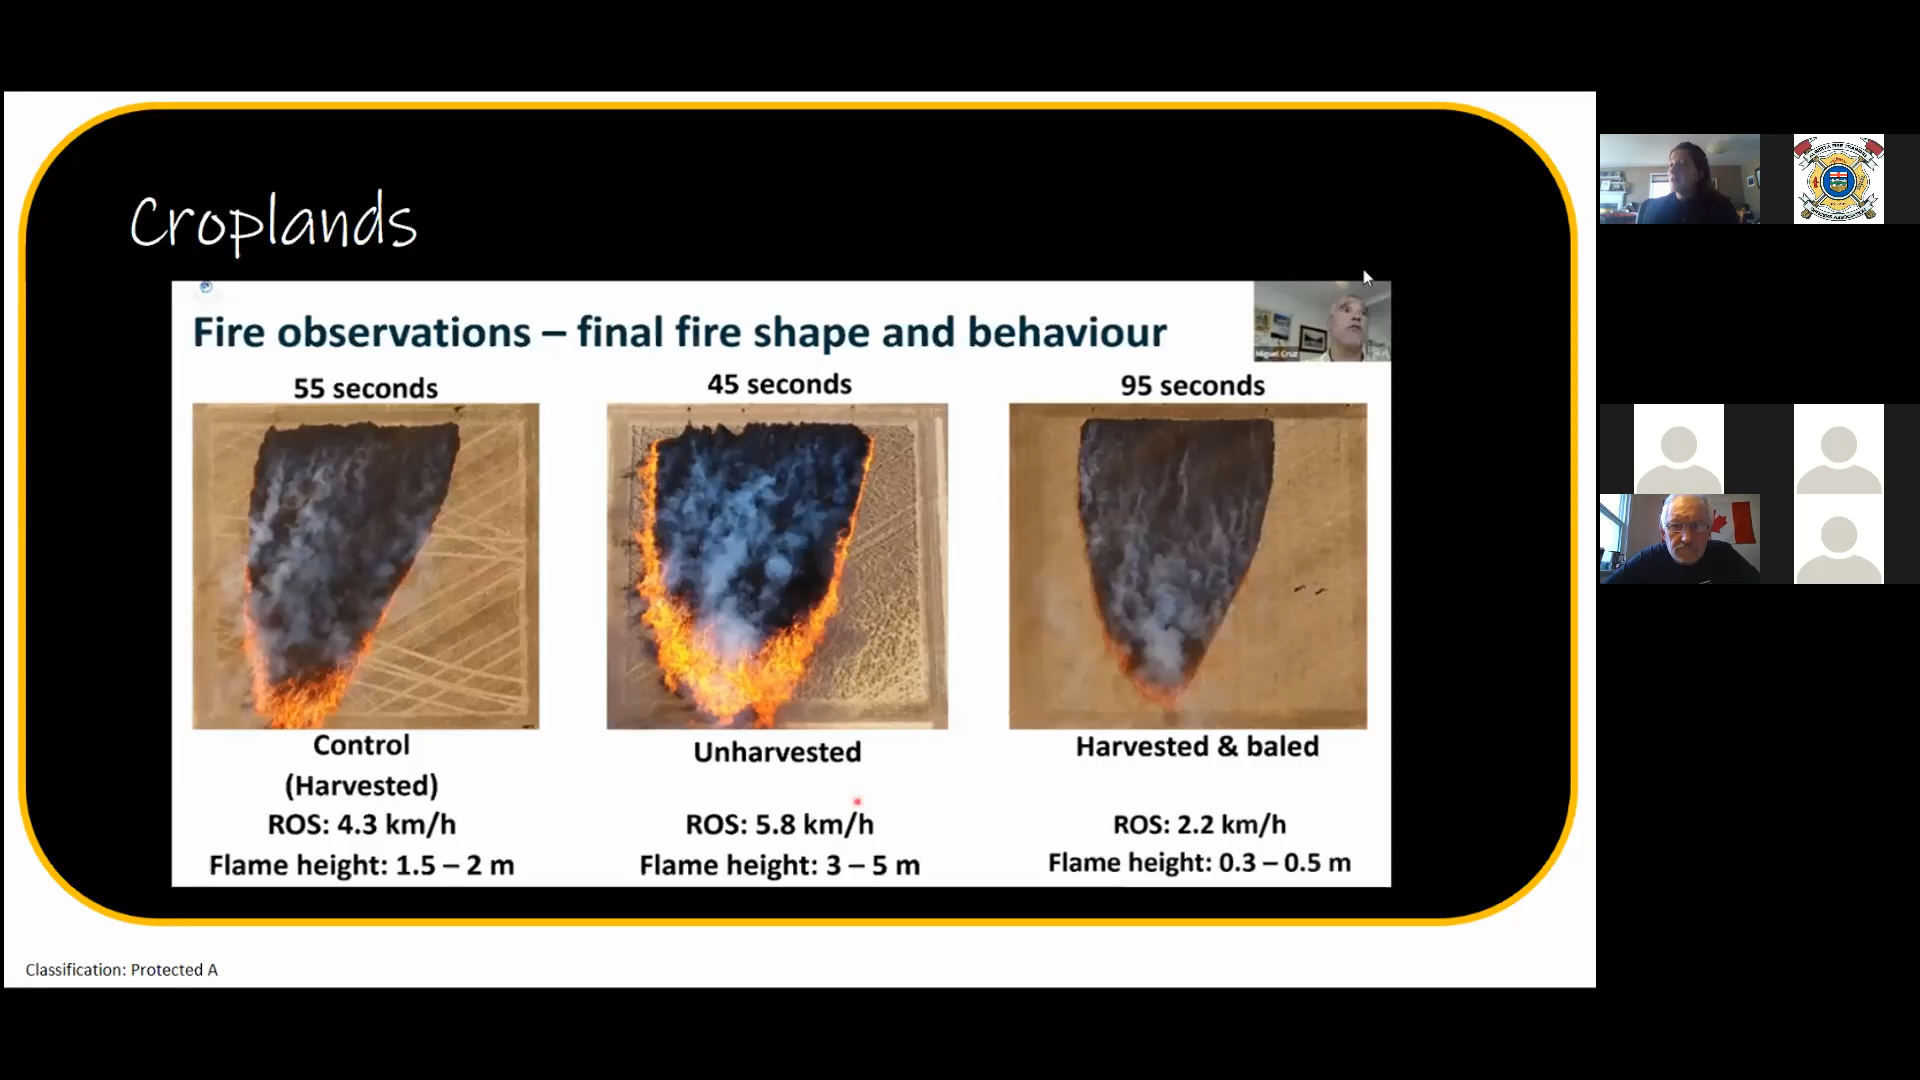 Croplands
Fire observations – final fire shape and behaviour
Miguel Cruz
55 seconds
45 seconds
95 seconds
Control
(Harvested)
ROS: 4.3 km/h
Flame height: 1.5 – 2 m
Unharvested
ROS: 5.8 km/h
Flame height: 3 – 5 m
Harvested & baled
ROS: 2.2 km/h
Flame height: 0.3 – 0.5 m
Classification: Protected A